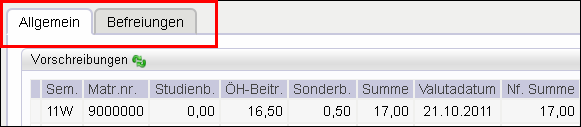 Allgemein Befreiungen
Vorschreibungen
Sem. Matr.nr. Studienb. ÖH-Beitr. Sonderb. Summe Valutadatum Nf. Summe
11W 9000000 0,00 16,50 0,50 17,00 21.10.2011 17,00